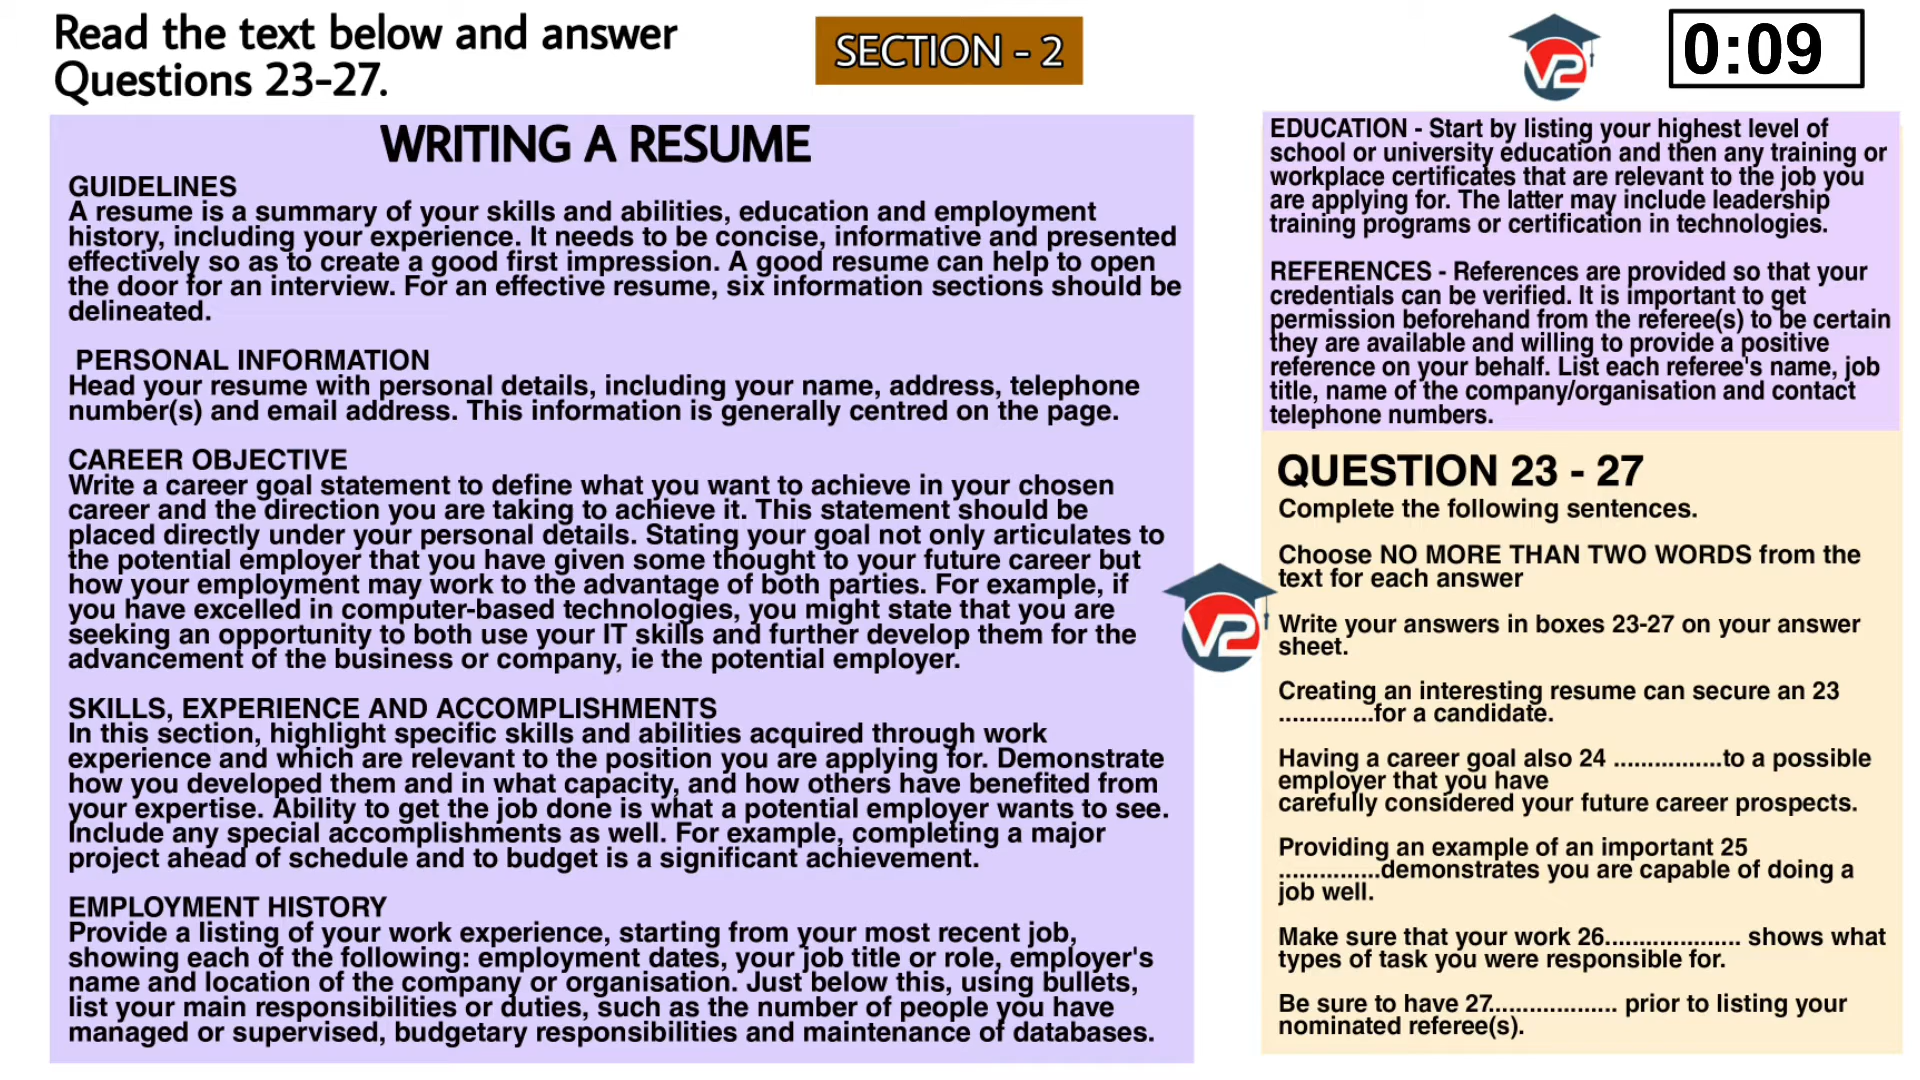 Read the text below and answer
Questions 23-27.
SECTION - 2
V2
0:09
WRITING A RESUME
GUIDELINES
A resume is a summary of your skills and abilities, education and employment
history, including your experience. It needs to be concise, informative and presented
effectively so as to create a good first impression. A good resume can help to open
the door for an interview. For an effective resume, six information sections should be
delineated.
PERSONAL INFORMATION
Head your resume with personal details, including your name, address, telephone
number(s) and email address. This information is generally centred on the page.
CAREER OBJECTIVE
Write a career goal statement to define what you want to achieve in your chosen
career and the direction you are taking to achieve it. This statement should be
placed directly under your personal details. Stating your goal not only articulates to
the potential employer that you have given some thought to your future career but
how your employment may work to the advantage of both parties. For example, if
you have excelled in computer-based technologies, you might state that you are
seeking an opportunity to both use your IT skills and further develop them for the
advancement of the business or company, ie the potential employer.
SKILLS, EXPERIENCE AND ACCOMPLISHMENTS
In this section, highlight specific skills and abilities acquired through work
experience and which are relevant to the position you are applying for. Demonstrate
how you developed them and in what capacity, and how others have benefited from
your expertise. Ability to get the job done is what a potential employer wants to see.
Include any special accomplishments as well. For example, completing a major
project ahead of schedule and to budget is a significant achievement.
EMPLOYMENT HISTORY
Provide a listing of your work experience, starting from your most recent job,
showing each of the following: employment dates, your job title or role, employer's
name and location of the company or organisation. Just below this, using bullets,
list your main responsibilities or duties, such as the number of people you have
managed or supervised, budgetary responsibilities and maintenance of databases.
V2
EDUCATION - Start by listing your highest level of
school or university education and then any training or
workplace certificates that are relevant to the job you
are applying for. The latter may include leadership
training programs or certification in technologies.
REFERENCES - References are provided so that your
credentials can be verified. It is important to get
permission beforehand from the referee(s) to be certain
they are available and willing to provide a positive
reference on your behalf. List each referee's name, job
title, name of the company/organisation and contact
telephone numbers.
QUESTION 23 - 27
Complete the following sentences.
Choose NO MORE THAN TWO WORDS from the
text for each answer
Write your answers in boxes 23-27 on your answer
sheet.
Creating an interesting resume can secure an 23
..............for a candidate.
Having a career goal also 24 ................to a possible
employer that you have
carefully considered your future career prospects.
Providing an example of an important 25
...............demonstrates you are capable of doing a
job well.
Make sure that your work 26.................... shows what
types of task you were responsible for.
Be sure to have 27................... prior to listing your
nominated referee(s).